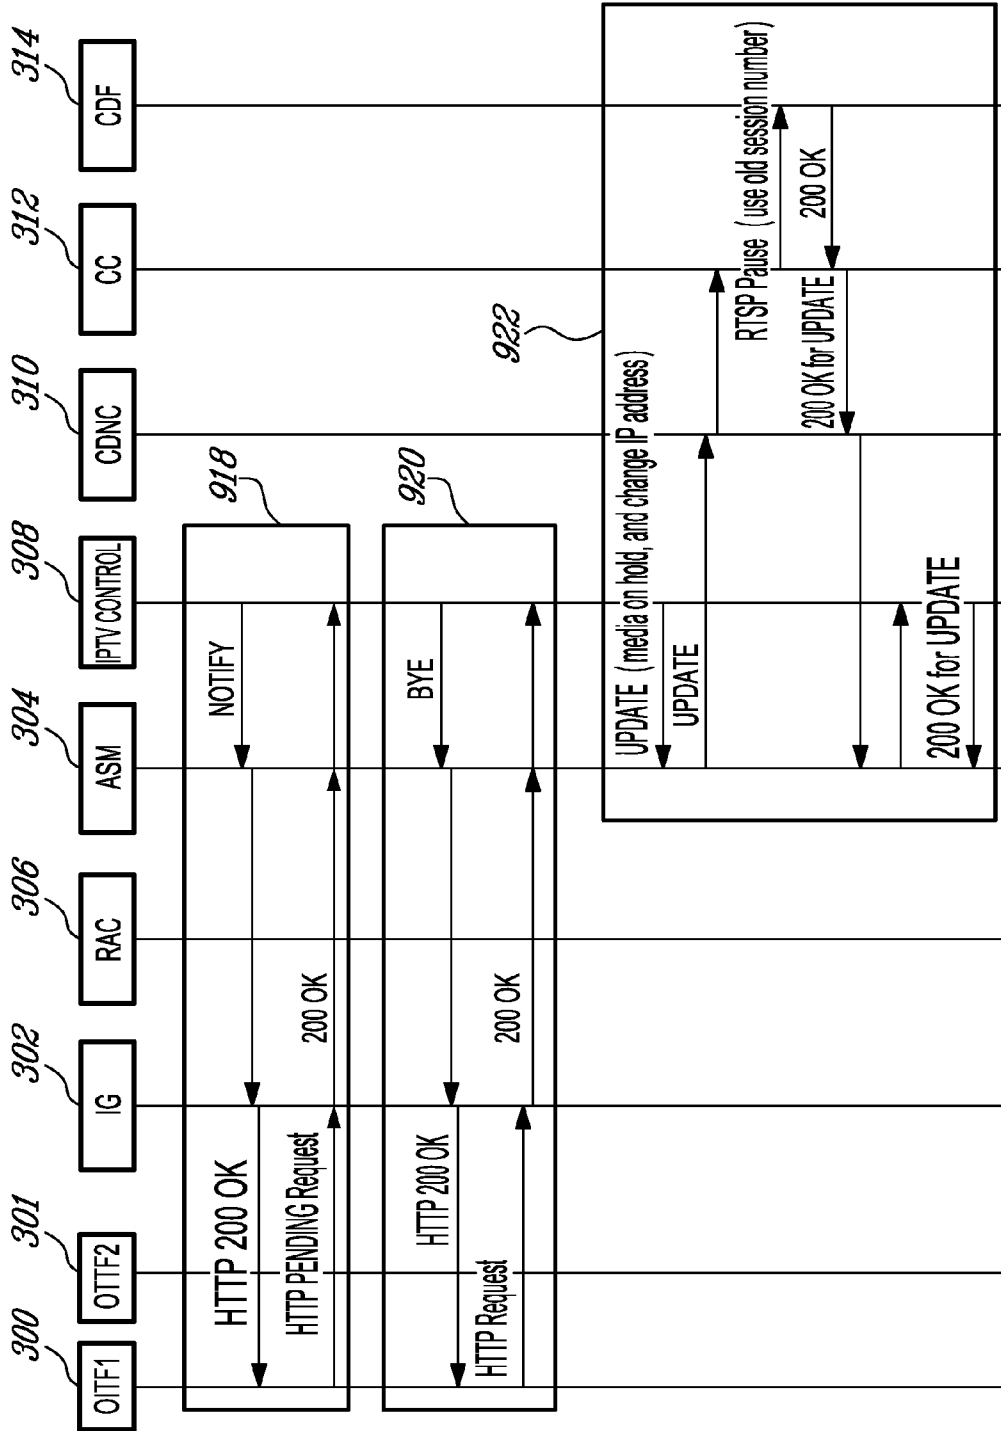 300
301
302
306
304
308
310
312
314
OITF1
OTTF2
IG
RAC
ASM
IPTV CONTROL
CDNC
CC
CDF
918
NOTIFY
HTTP 200 OK
HTTP PENDING Request
200 OK
920
BYE
HTTP 200 OK
HTTP Request
200 OK
922
UPDATE (media on hold, and change IP address)
UPDATE
RTSP Pause (use old session number)
200 OK
200 OK for UPDATE
200 OK for UPDATE